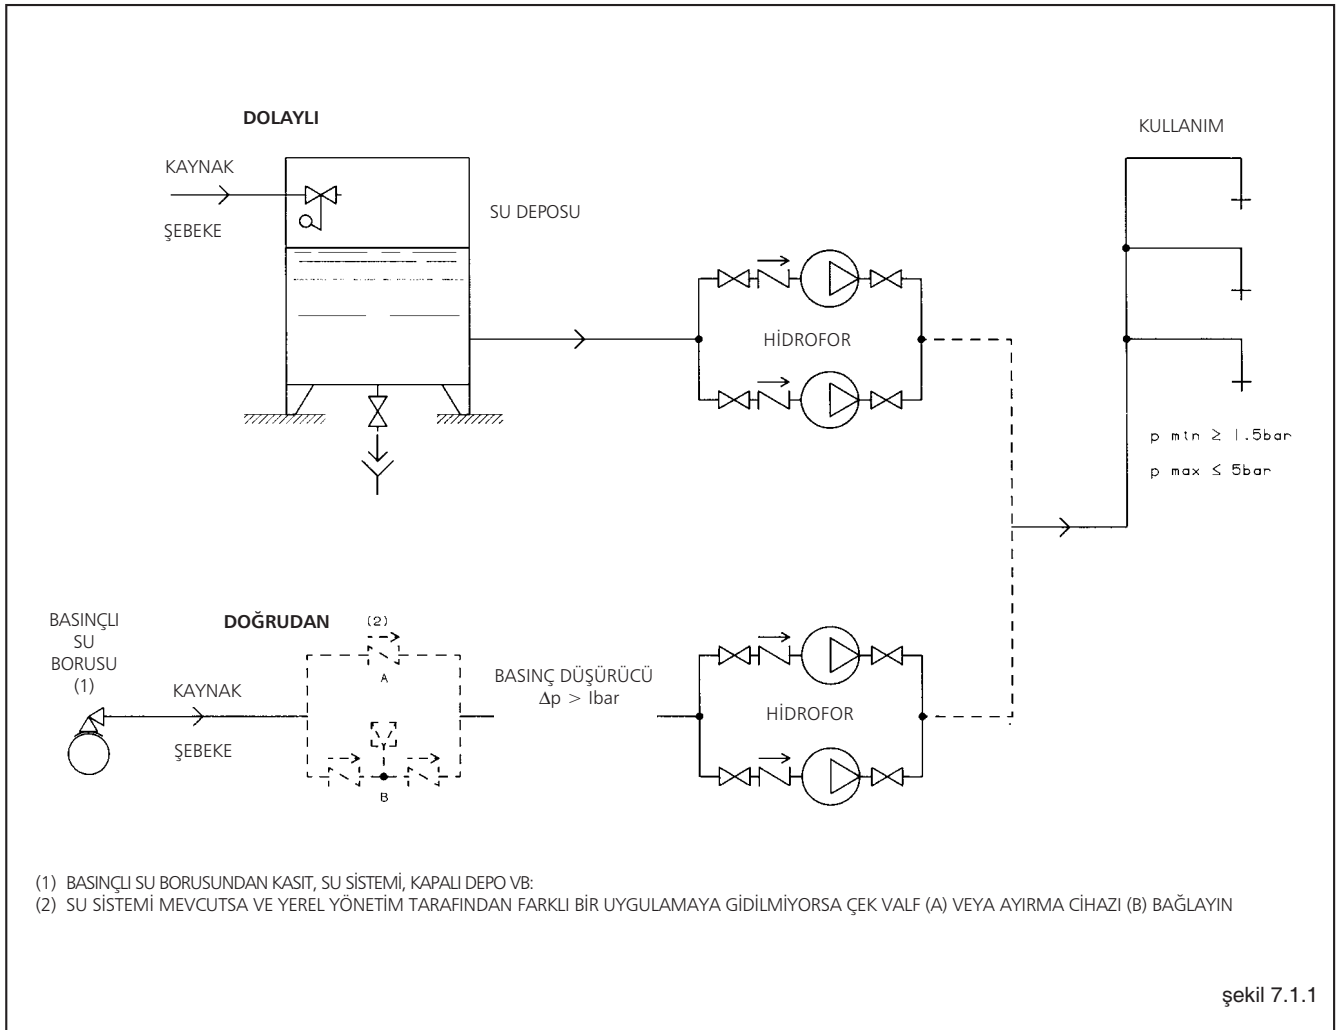 DOLAYLI
KAYNAK
ŞEBEKE
SU DEPOSU
HİDROFOR
KULLANIM
p min ≥ 1.5bar
p max ≤ 5bar
BASINÇLI
SU
BORUSU
(1)
DOĞRUDAN
(2)
KAYNAK
ŞEBEKE
A
B
BASINÇ DÜŞÜRÜCÜ
Δp > lbar
HİDROFOR
(1) BASINÇLI SU BORUSUNDAN KASIT, SU SİSTEMİ, KAPALI DEPO VB:
(2) SU SİSTEMİ MEVCUTSA VE YEREL YÖNETİM TARAFINDAN FARKLI BİR UYGULAMAYA GİDİLMİYORSA ÇEK VALF (A) VEYA AYIRMA CİHAZI (B) BAĞLAYIN
şekil 7.1.1